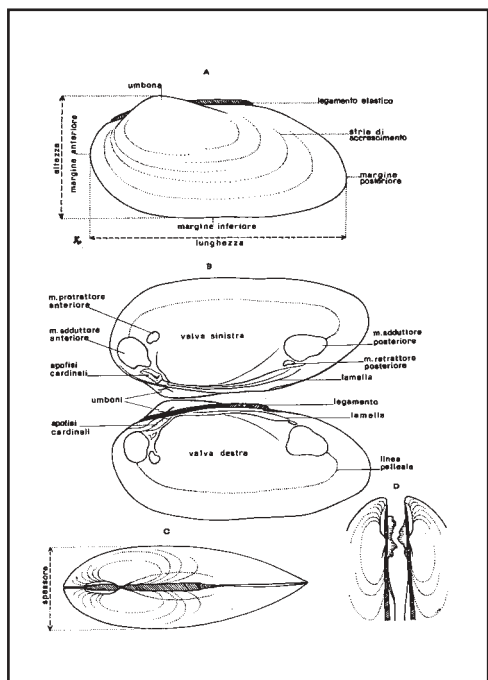 A
umbone
legamento elastico
altezza
margine anteriore
strie di
accrescimento
margine
posteriore
margine inferiore
lunghezza
B
m. protrattore
anteriore
valva sinistra
m. adduttore
anteriore
m. adduttore
posteriore
m. retrattore
posteriore
apofisi
cardinali
lamella
umboni
legamento
apofisi
cardinali
lamella
valva destra
linea
palleale
D
C
spessore